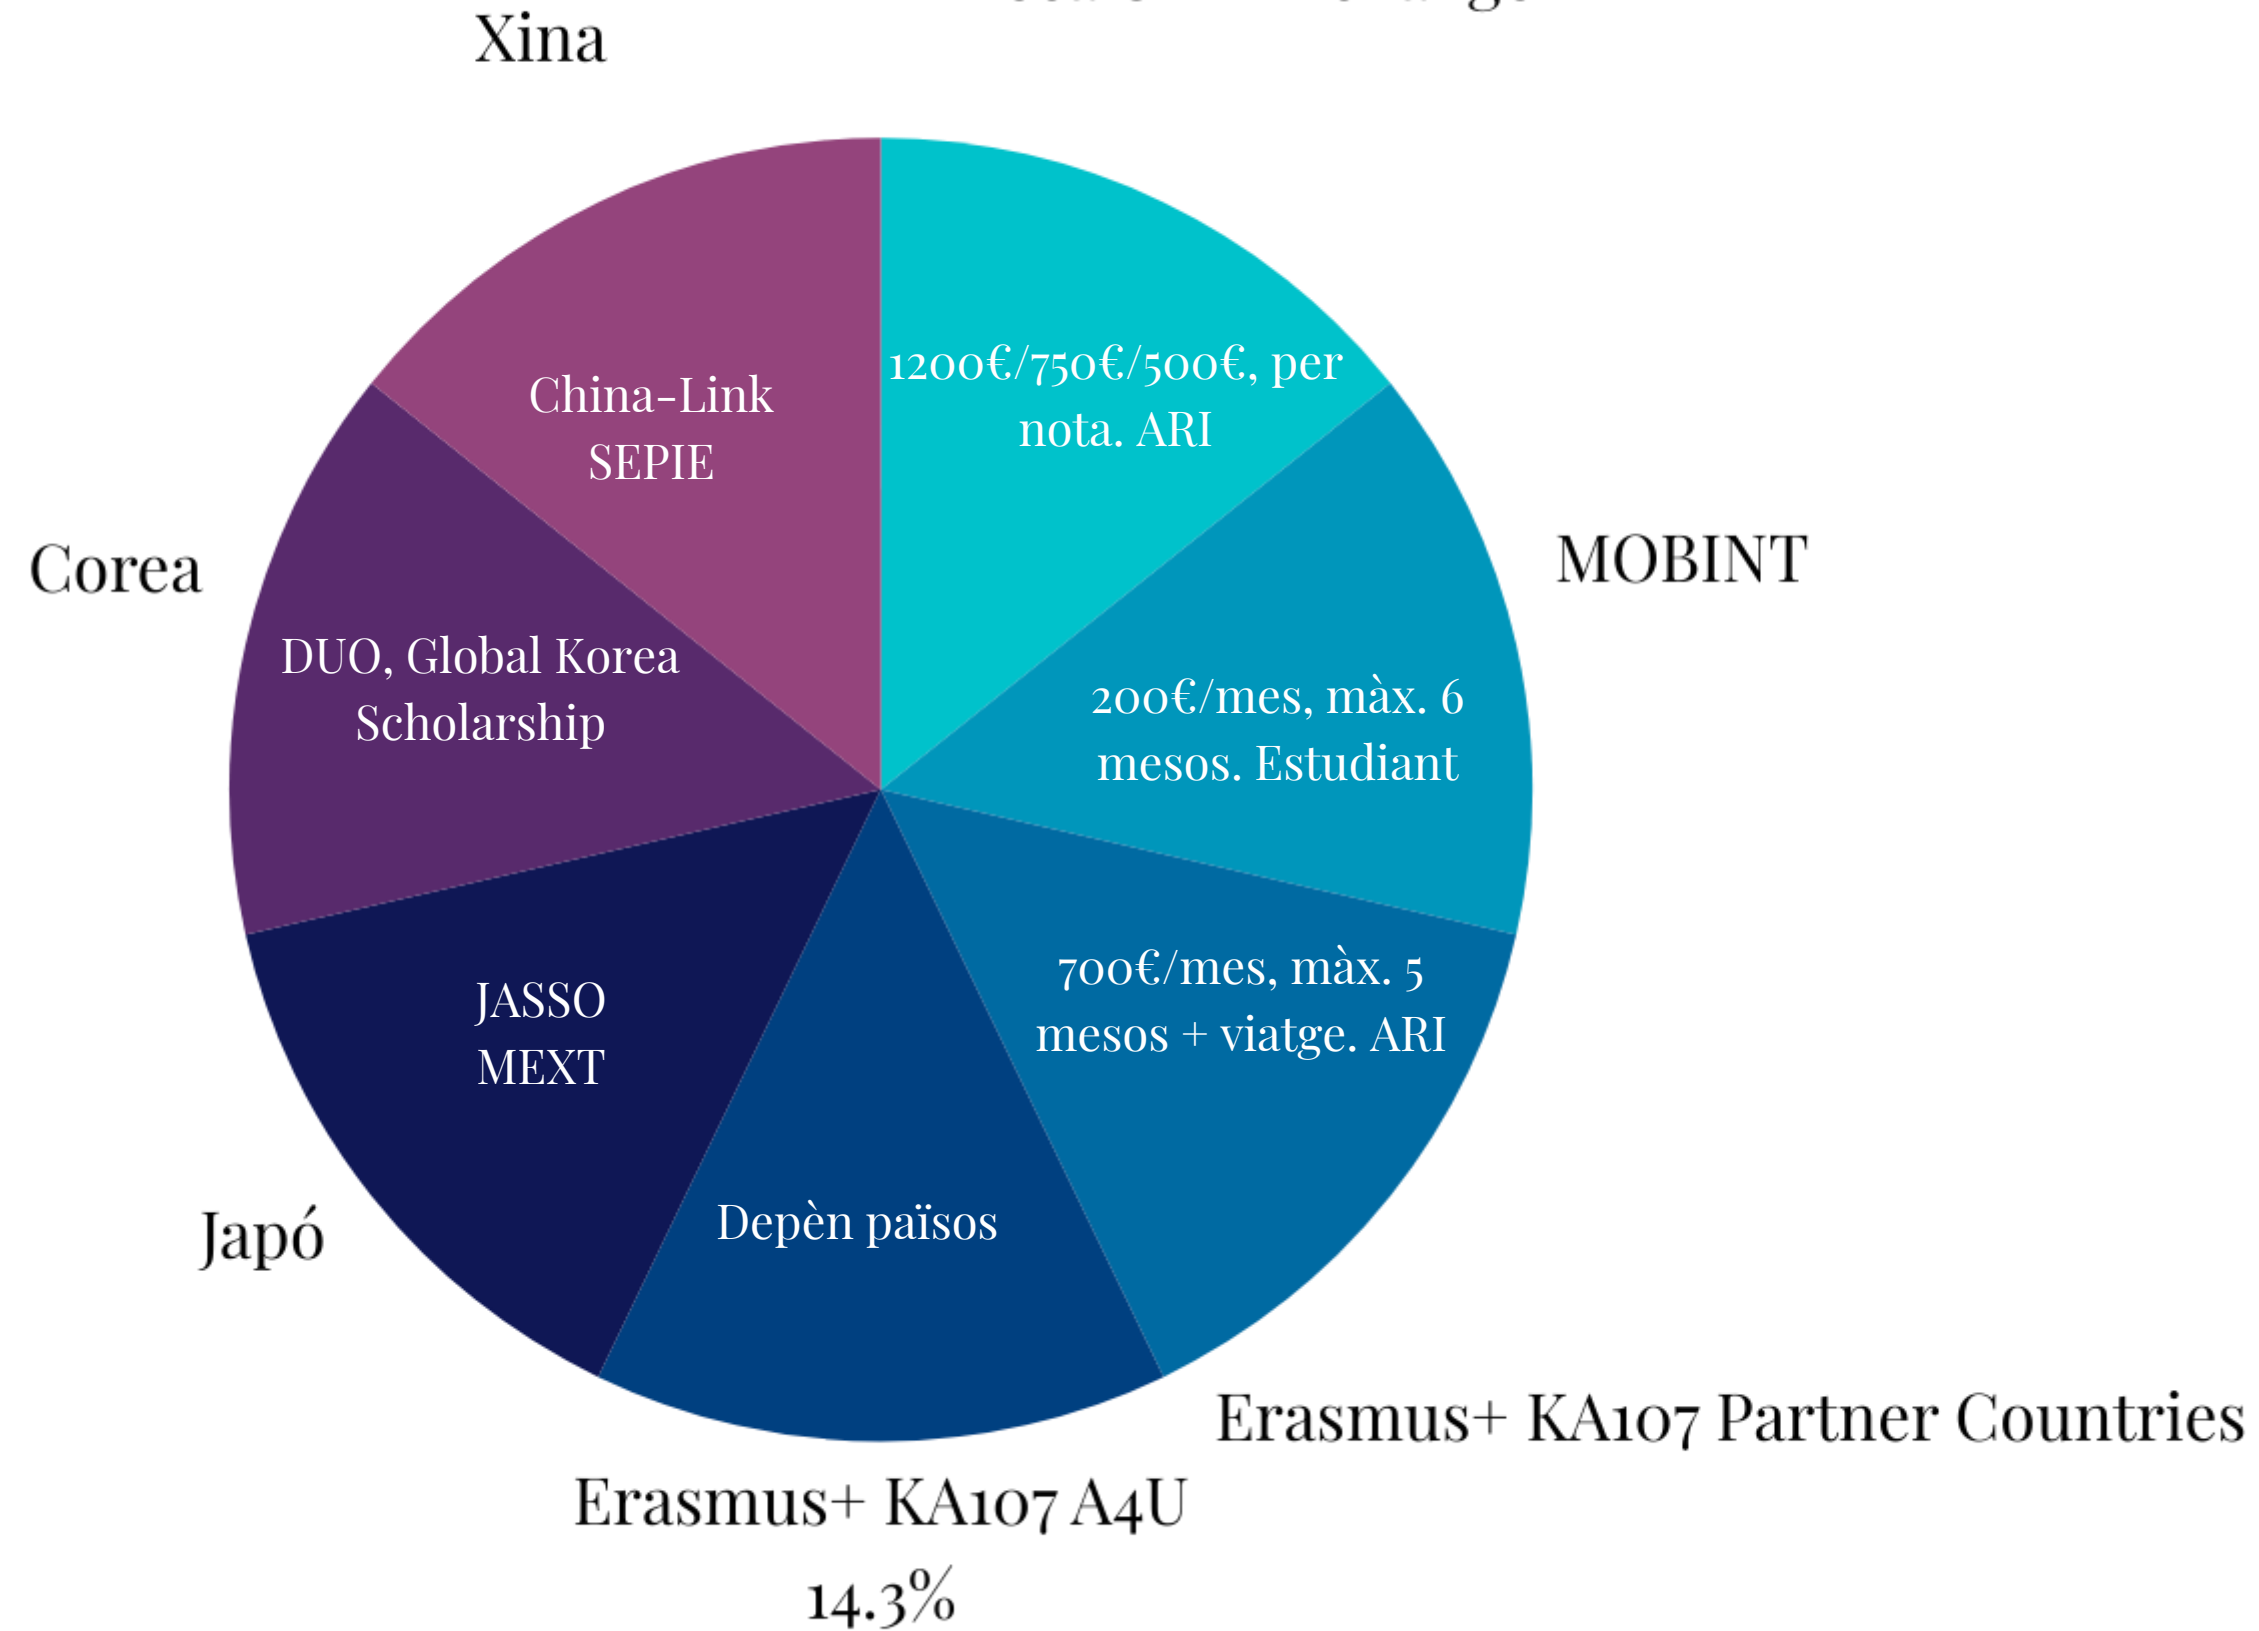 Xina
China-Link
SEPIE
1200€/750€/500€, per
nota. ARI
Corea
MOBINT
DUO, Global Korea
Scholarship
200€/mes, màx. 6
mesos. Estudiant
JASSO
MEXT
700€/mes, màx. 5
mesos + viatge. ARI
Japó
Depèn països
Erasmus+ KA107 Partner Countries
Erasmus+ KA107 A4U
14.3%